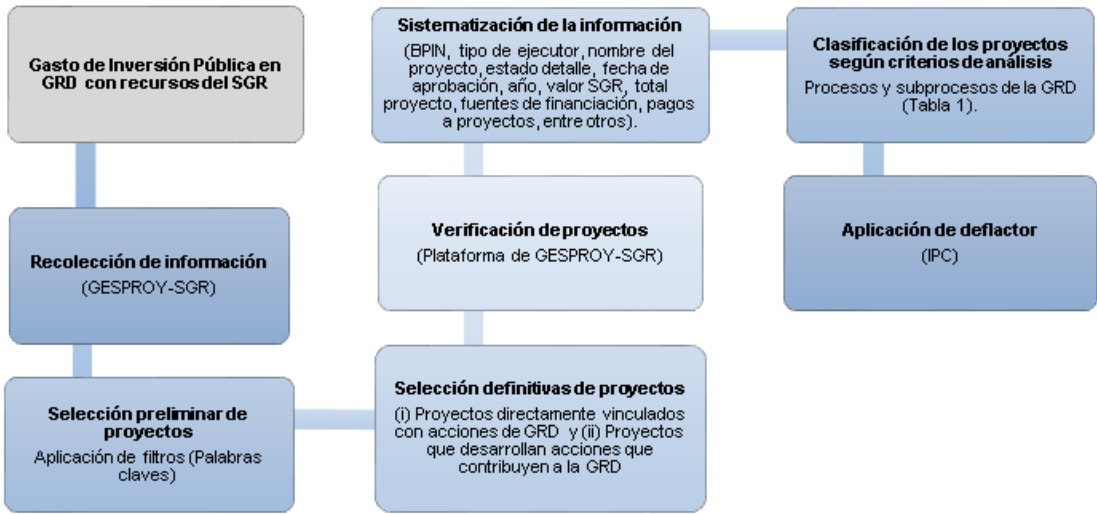 Gasto de Inversión Pública en
GRD con recursos del SGR
Recolección de información
(GESPROY-SGR)
Selección preliminar de
proyectos
Aplicación de filtros (Palabras
claves)
Selección definitivas de proyectos
(i) Proyectos directamente vinculados
con acciones de GRD y (ii) Proyectos
que desarrollan acciones que
contribuyen a la GRD
Verificación de proyectos
(Plataforma de GESPROY-SGR)
Sistematización de la información
(BPIN, tipo de ejecutor, nombre del
proyecto, estado detalle, fecha de
aprobación, año, valor SGR, total
proyecto, fuentes de financiación, pagos
a proyectos, entre otros).
Clasificación de los proyectos
según criterios de análisis
Procesos y subprocesos de la GRD
(Tabla 1).
Aplicación de deflactor
(IPC)